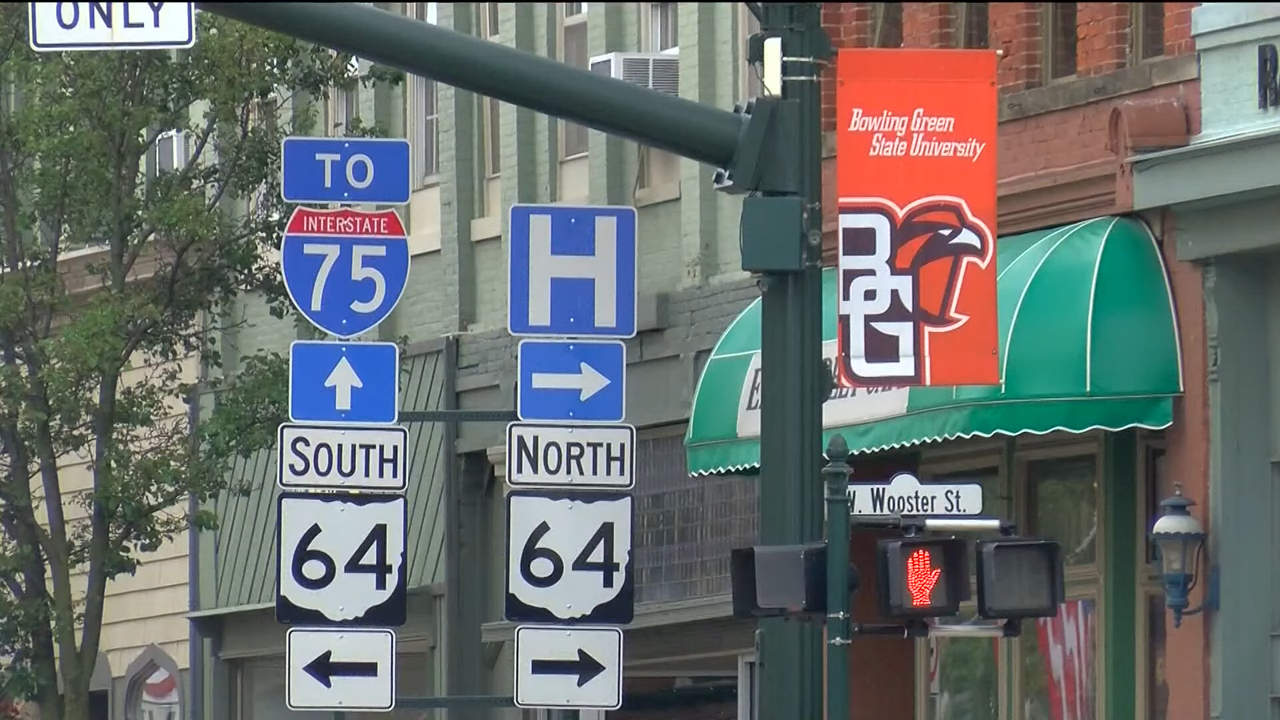 ONLY
TO
INTERSTATE
75
SOUTH
64
H
NORTH
64
Bowling Green
State University
BG
W. Wooster St.